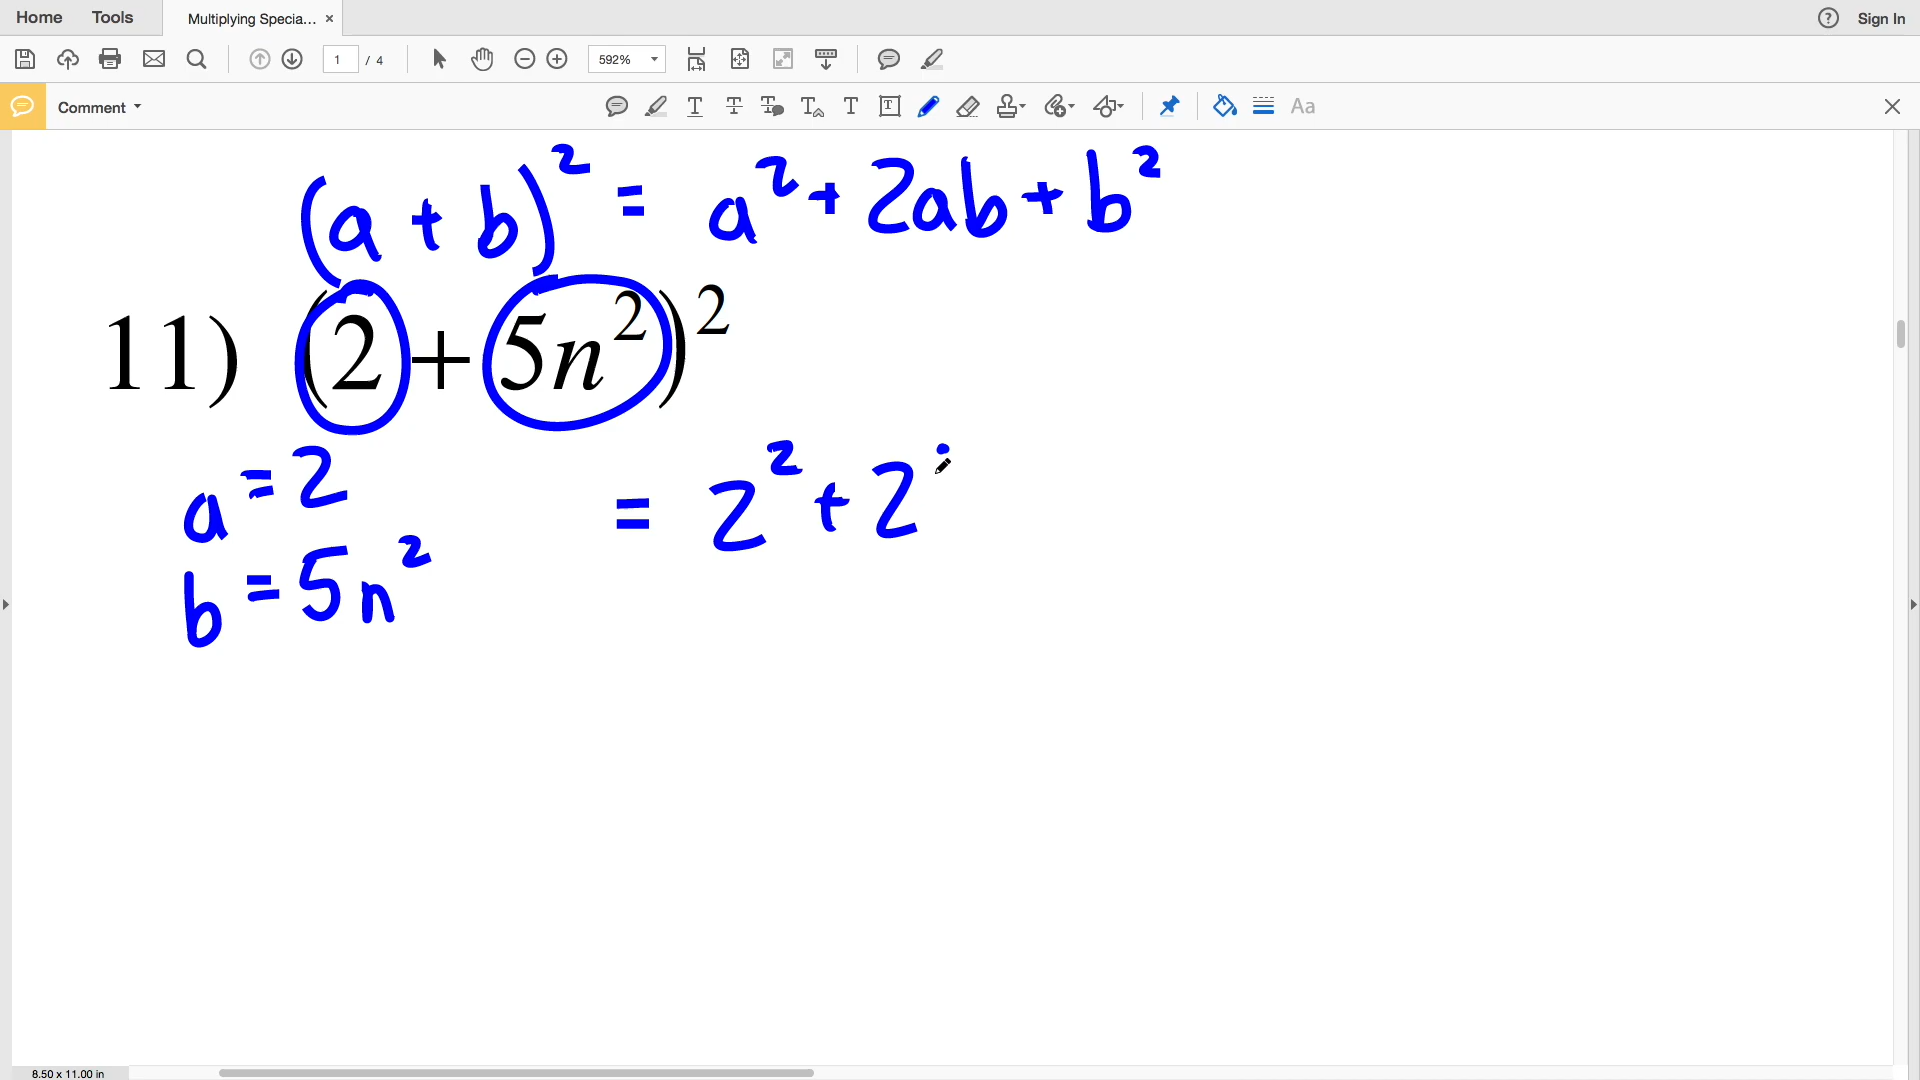 Home Tools Multiplying Specia... × Sign In
1 / 4 592%
Comment Aa
(a + b)² = a² + 2ab + b²
11) (2 + 5n²)²
a = 2
= 2² + 2
b = 5n²
8.50 x 11.00 in